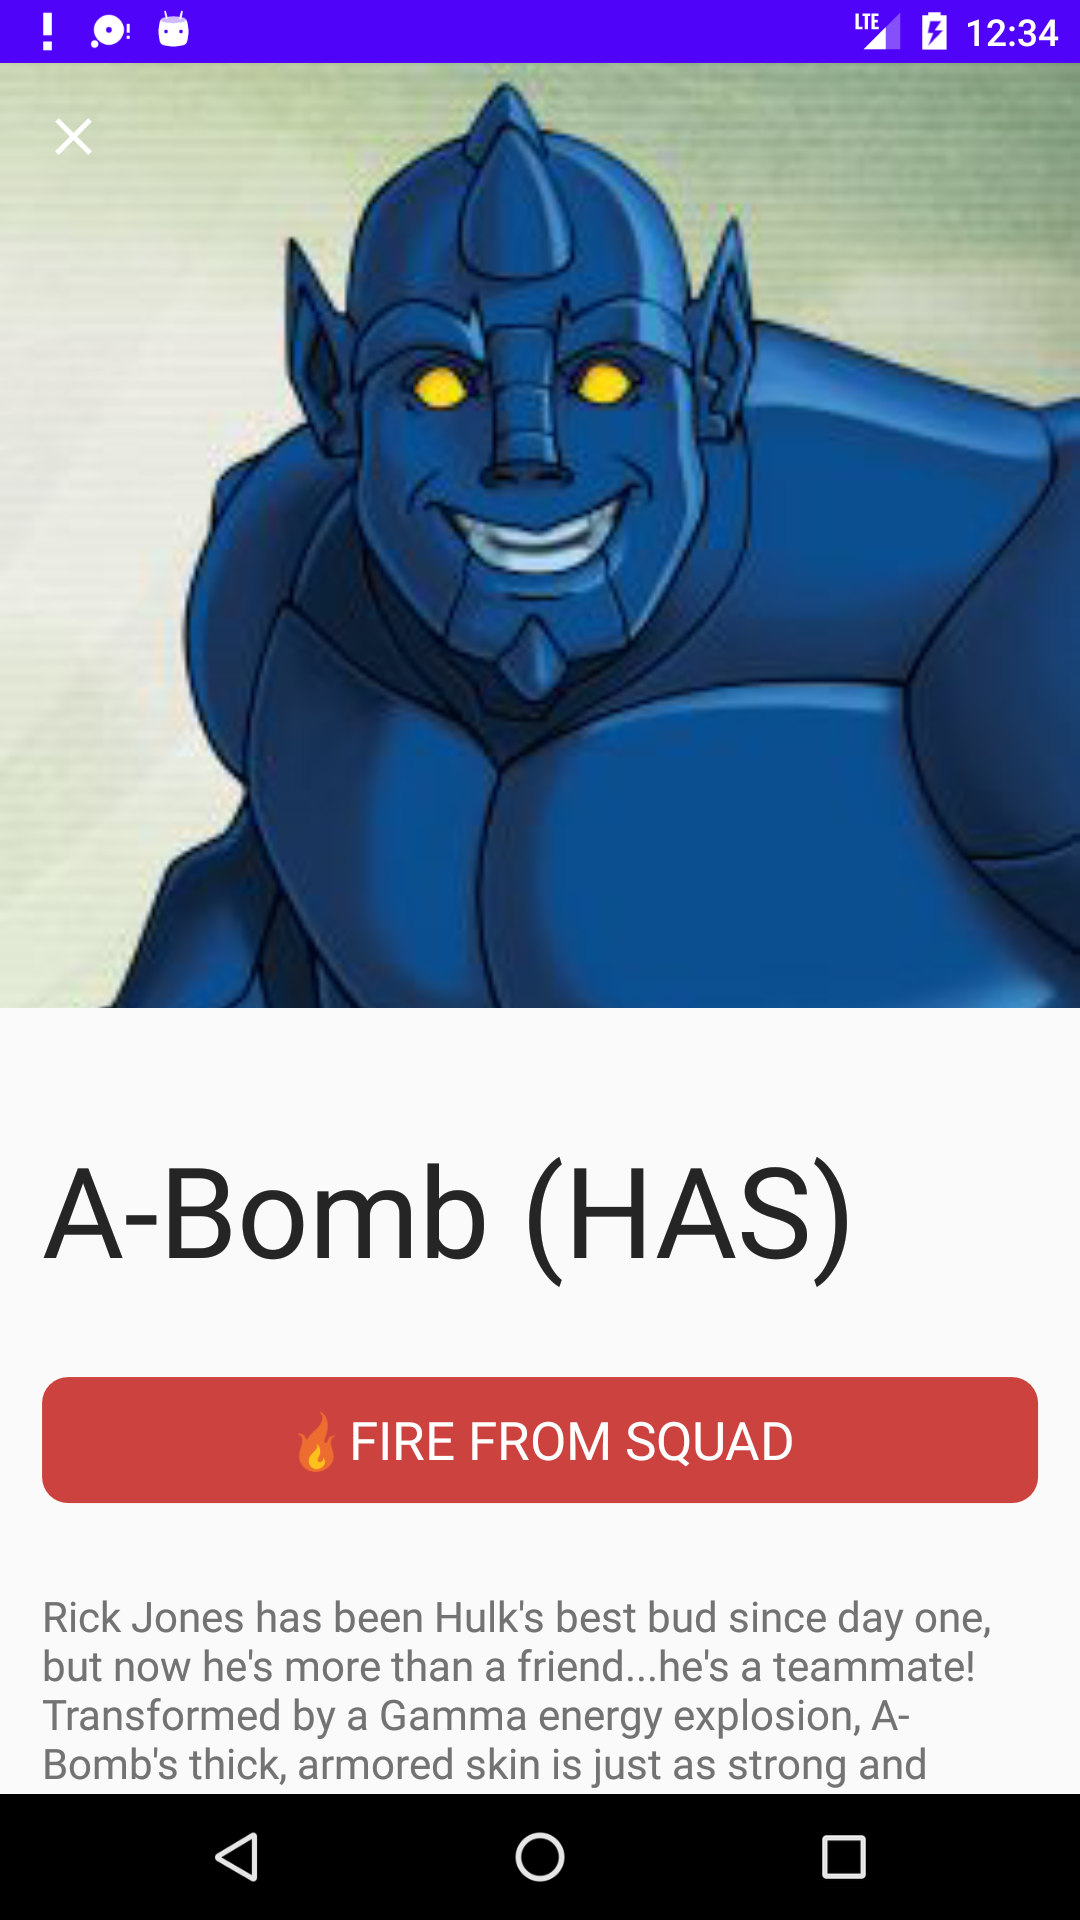 LTE 12:34
A-Bomb (HAS)
🔥FIRE FROM SQUAD
Rick Jones has been Hulk's best bud since day one,
but now he's more than a friend...he's a teammate!
Transformed by a Gamma energy explosion, A-
Bomb's thick, armored skin is just as strong and